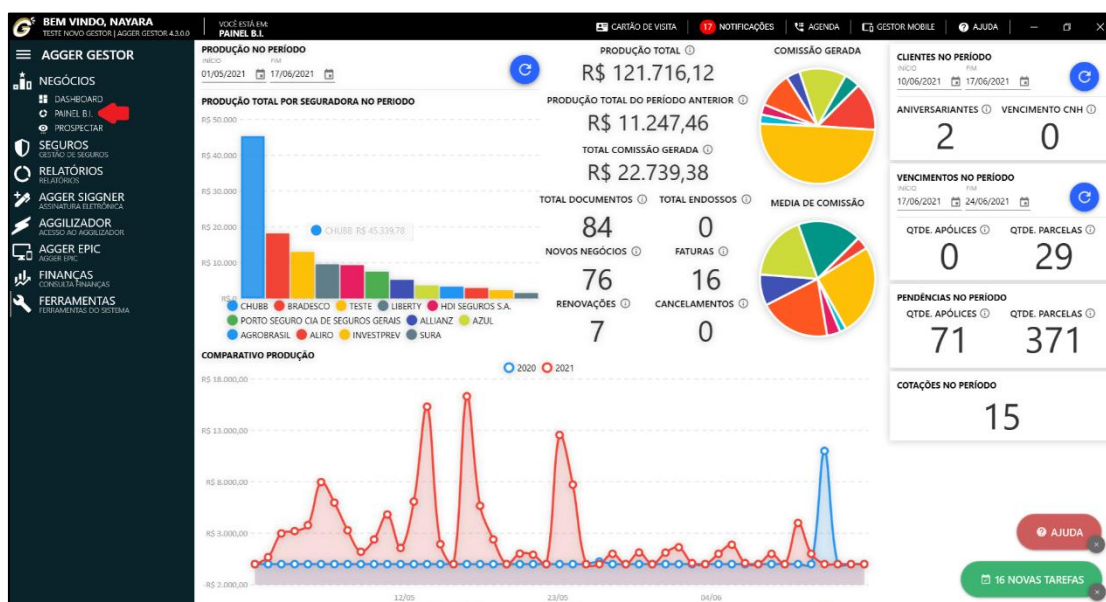 BEM VINDO, NAYARA
TESTE NOVO GESTOR | AGGER GESTOR 4.3.0.0
VOCÊ ESTÁ EM:
PAINEL B.I.
CARTÃO DE VISITA
17 NOTIFICAÇÕES
AGENDA
GESTOR MOBILE
AJUDA
AGGER GESTOR
NEGÓCIOS
DASHBOARD
PAINEL B.I.
PROSPECTAR
SEGUROS
GESTÃO DE SEGUROS
RELATÓRIOS
RELATÓRIOS
AGGER SIGGNER
ASSINATURA ELETRÔNICA
AGGILIZADOR
ACESSO AO AGGILIZADOR
AGGER EPIC
AGGER EPIC
FINANÇAS
CONSULTA FINANÇAS
FERRAMENTAS
FERRAMENTAS DO SISTEMA
PRODUÇÃO NO PERÍODO
INÍCIO FIM
01/05/2021 17/06/2021
PRODUÇÃO TOTAL POR SEGURADORA NO PERIODO
R$ 50.000
R$ 40.000
R$ 30.000
R$ 20.000
R$ 10.000
R$ 0
CHUBB R$ 45.339,78
CHUBB BRADESCO TESTE LIBERTY HDI SEGUROS S.A.
PORTO SEGURO CIA DE SEGUROS GERAIS ALLIANZ AZUL
AGROBRASIL ALIRO INVESTPREV SURA
PRODUÇÃO TOTAL
R$ 121.716,12
PRODUÇÃO TOTAL DO PERÍODO ANTERIOR
R$ 11.247,46
TOTAL COMISSÃO GERADA
R$ 22.739,38
TOTAL DOCUMENTOS TOTAL ENDOSSOS
84 0
NOVOS NEGÓCIOS FATURAS
76 16
RENOVAÇÕES CANCELAMENTOS
7 0
COMISSÃO GERADA
MEDIA DE COMISSÃO
CLIENTES NO PERÍODO
INÍCIO FIM
10/06/2021 17/06/2021
ANIVERSARIANTES VENCIMENTO CNH
2 0
VENCIMENTOS NO PERÍODO
INÍCIO FIM
17/06/2021 24/06/2021
QTDE. APÓLICES QTDE. PARCELAS
0 29
PENDÊNCIAS NO PERÍODO
QTDE. APÓLICES QTDE. PARCELAS
71 371
COTAÇÕES NO PERÍODO
15
COMPARATIVO PRODUÇÃO
2020 2021
R$ 18.000,00
R$ 13.000,00
R$ 8.000,00
R$ 3.000,00
-R$ 2.000,00
12/05 23/05 04/06
AJUDA
16 NOVAS TAREFAS